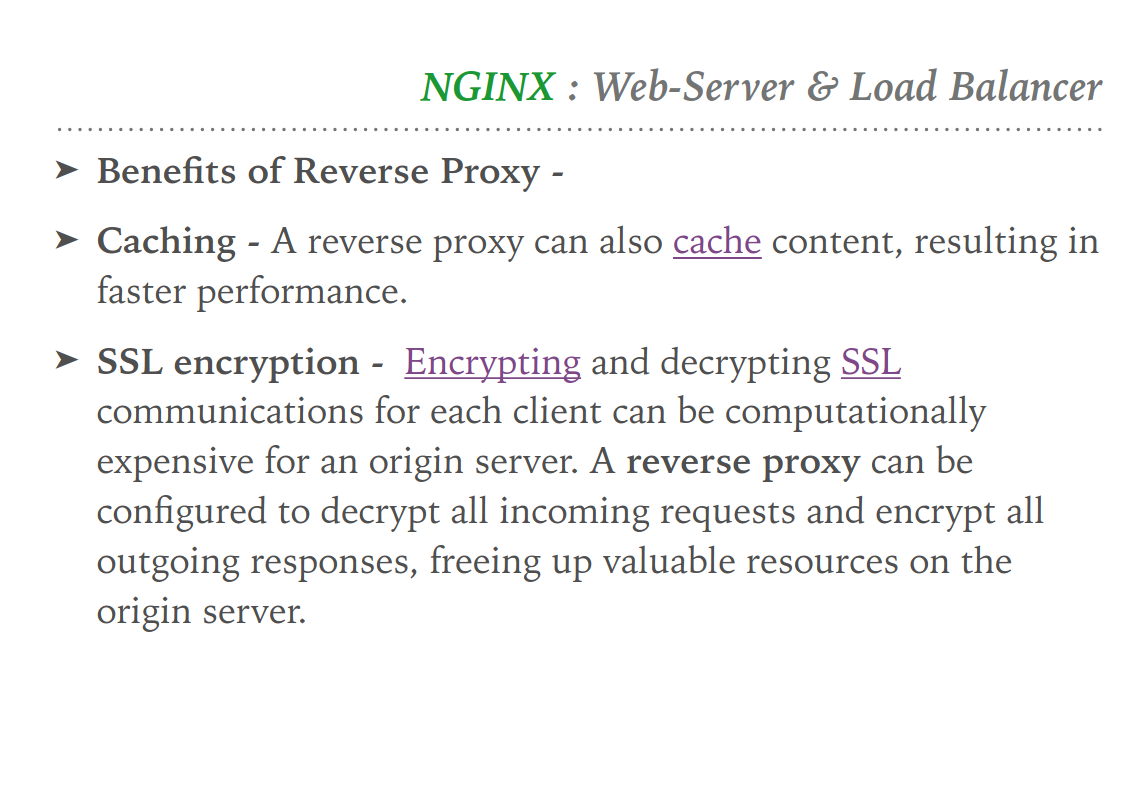 NGINX : Web-Server & Load Balancer
➤ Benefits of Reverse Proxy -
➤ Caching - A reverse proxy can also cache content, resulting in
faster performance.
➤ SSL encryption - Encrypting and decrypting SSL
communications for each client can be computationally
expensive for an origin server. A reverse proxy can be
configured to decrypt all incoming requests and encrypt all
outgoing responses, freeing up valuable resources on the
origin server.